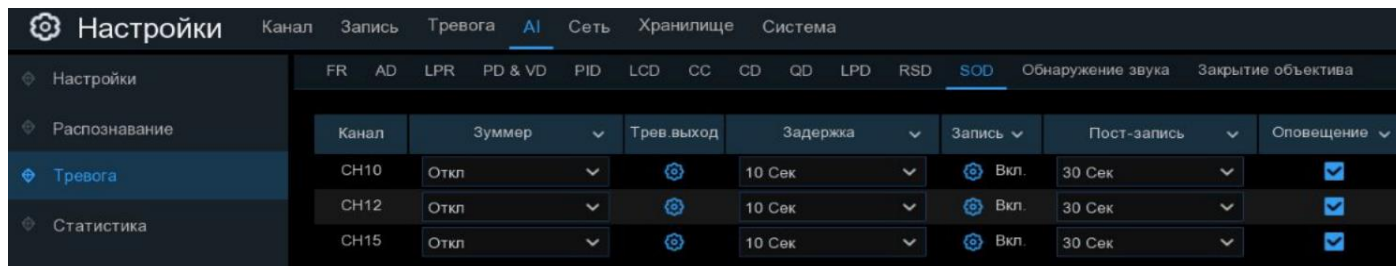 Настройки Канал Запись Тревога AI Сеть Хранилище Система
Настройки FR AD LPR PD & VD PID LCD CC CD QD LPD RSD SOD Обнаружение звука Закрытие объектива
Распознавание Канал Зуммер Трев.выход Задержка Запись Пост-запись Оповещение
Тревога CH10 Откл 10 Сек Вкл. 30 Сек
CH12 Откл 10 Сек Вкл. 30 Сек
Статистика CH15 Откл 10 Сек Вкл. 30 Сек